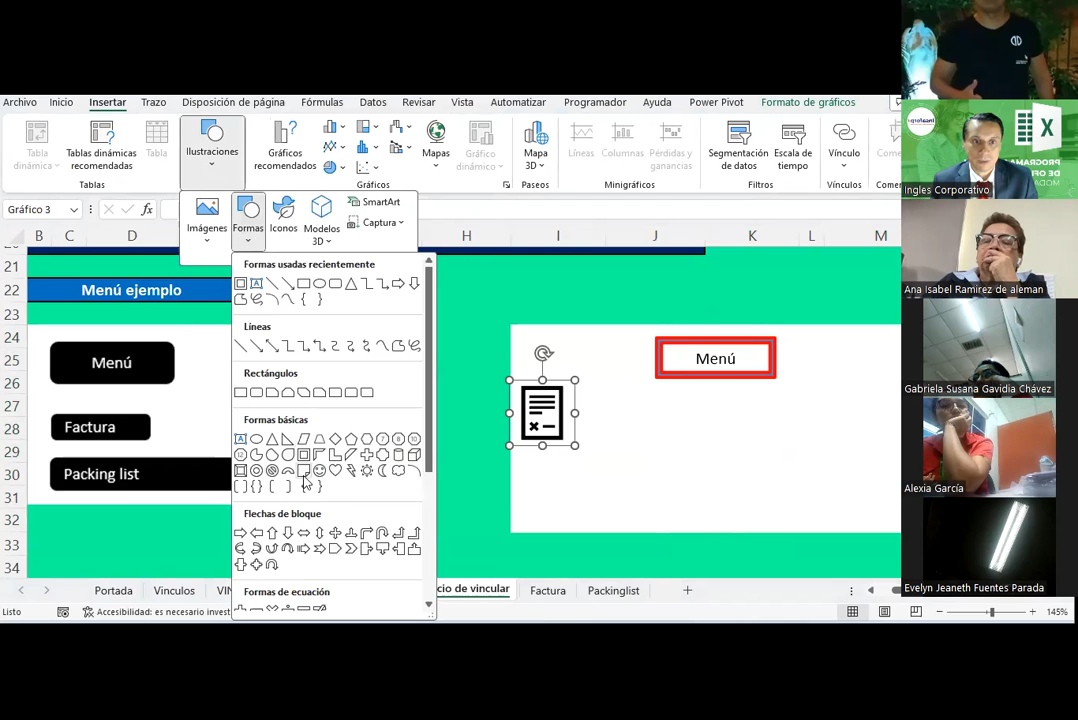 Archivo Inicio Insertar Trazo Disposición de página Fórmulas Datos Revisar Vista Automatizar Programador Ayuda Power Pivot Formato de gráficos
Tabla dinámica
Tablas dinámicas recomendadas
Tabla
Ilustraciones
Gráficos recomendados
Mapas
Gráfico dinámico
Mapa 3D
Líneas
Columnas
Pérdidas y ganancias
Segmentación de datos
Escala de tiempo
Vínculo
Tablas
Gráficos
Paseos
Minigráficos
Filtros
Vínculos
Imágenes
Formas
Iconos
Modelos 3D
SmartArt
Captura
Gráfico 3
fx
B C D H I J K L M
Formas usadas recientemente
Líneas
Rectángulos
Formas básicas
Flechas de bloque
Formas de ecuación
21
22
23
24
25
26
27
28
30
31
32
33
34
Menú ejemplo
Menú
Factura
Packing list
Menú
Portada
Vinculos
cio de vincular
Factura
Packinglist
Listo
Accesibilidad: es necesario invest
145%
Ingles Corporativo
Ana Isabel Ramirez de aleman
Gabriela Susana Gavidia Chávez
Alexia García
Evelyn Jeaneth Fuentes Parada